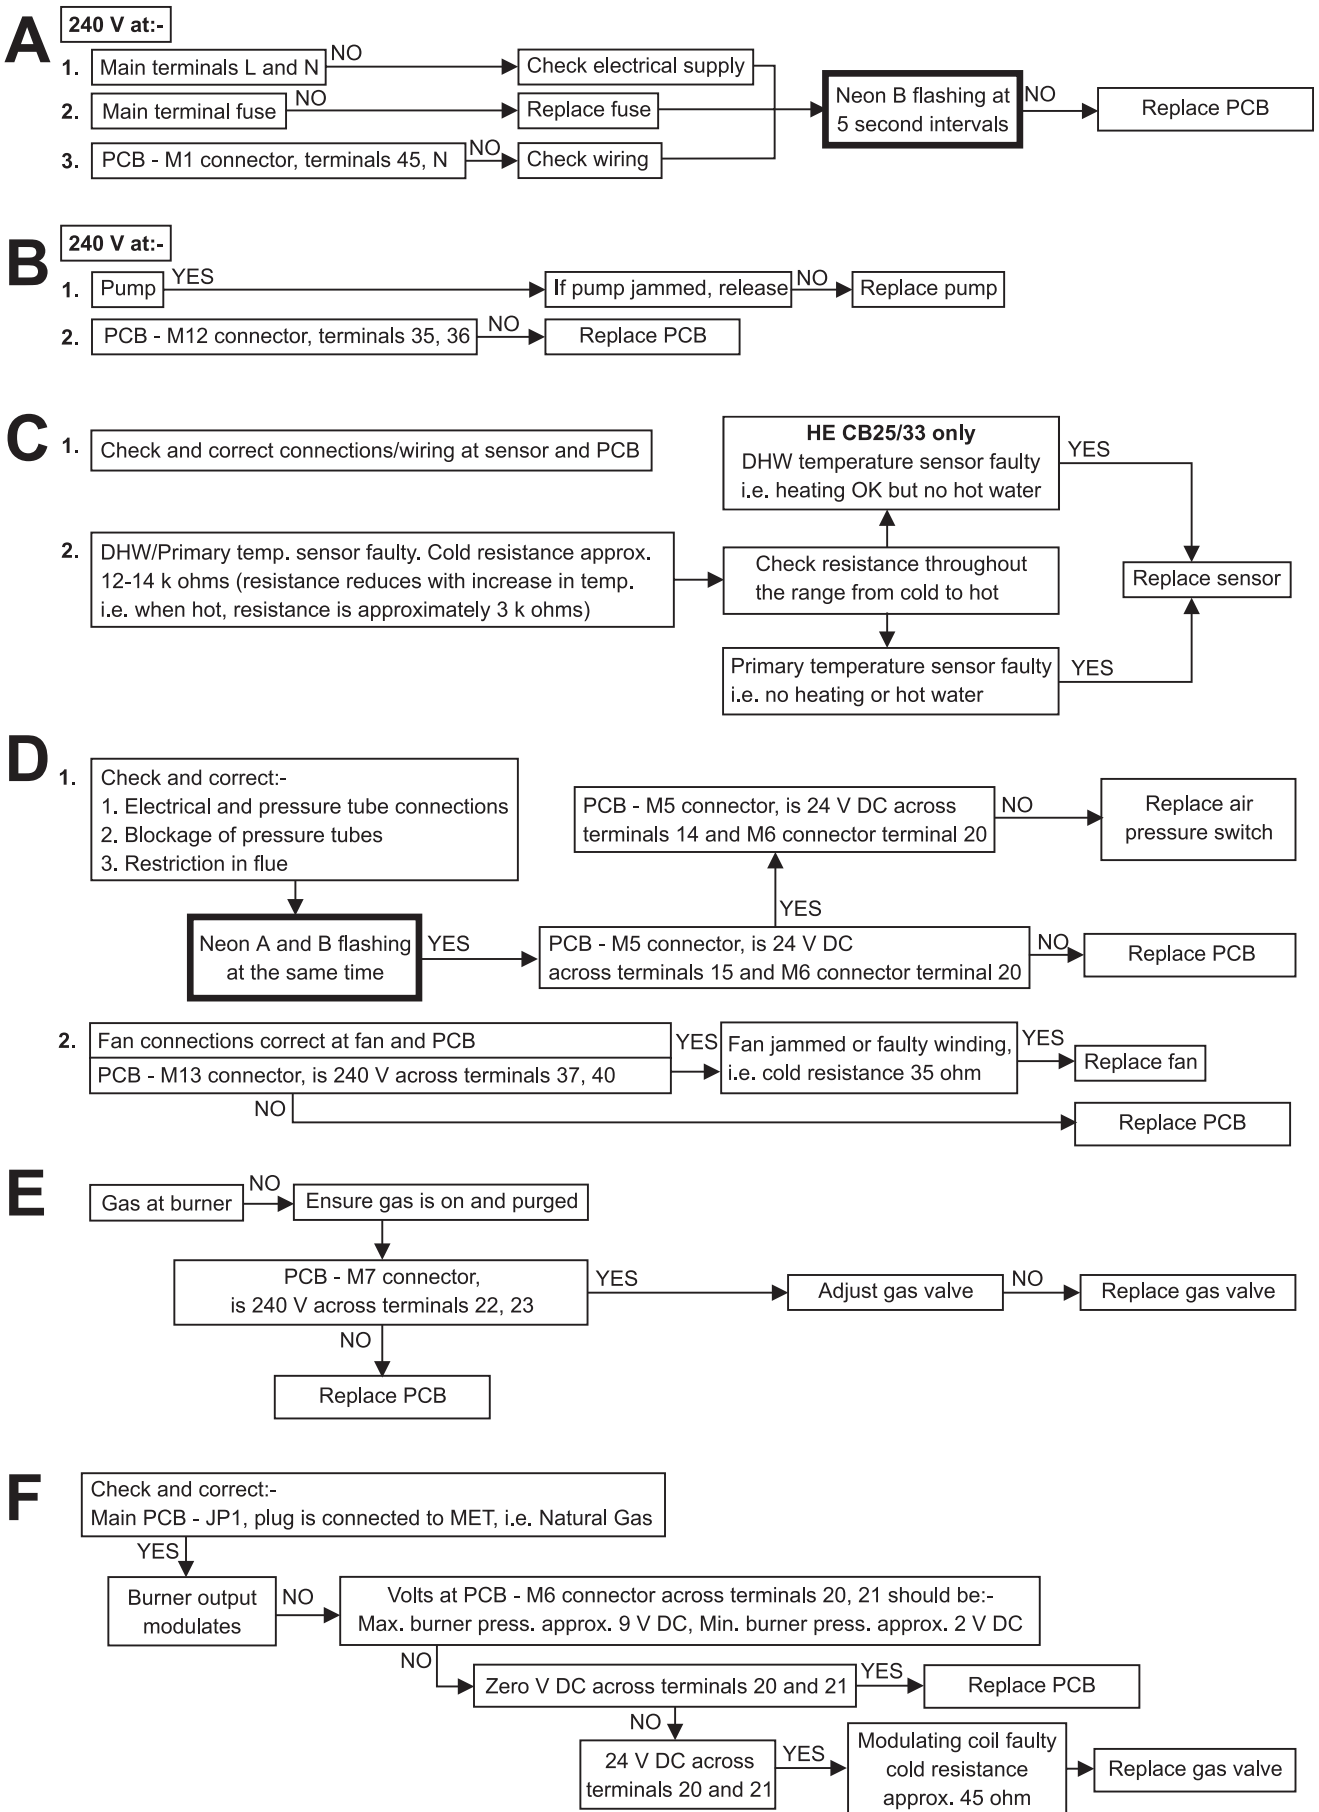 A
240 V at:-
1. Main terminals L and N
NO
Check electrical supply
2. Main terminal fuse
NO
Replace fuse
3. PCB - M1 connector, terminals 45, N
NO
Check wiring
Neon B flashing at
5 second intervals
NO
Replace PCB
B
240 V at:-
1. Pump
YES
If pump jammed, release
NO
Replace pump
2. PCB - M12 connector, terminals 35, 36
NO
Replace PCB
C
1. Check and correct connections/wiring at sensor and PCB
2. DHW/Primary temp. sensor faulty. Cold resistance approx.
12-14 k ohms (resistance reduces with increase in temp.
i.e. when hot, resistance is approximately 3 k ohms)
HE CB25/33 only
DHW temperature sensor faulty
i.e. heating OK but no hot water
YES
Check resistance throughout
the range from cold to hot
Replace sensor
Primary temperature sensor faulty
i.e. no heating or hot water
YES
D
1. Check and correct:-
1. Electrical and pressure tube connections
2. Blockage of pressure tubes
3. Restriction in flue
PCB - M5 connector, is 24 V DC across
terminals 14 and M6 connector terminal 20
NO
Replace air
pressure switch
YES
Neon A and B flashing
at the same time
YES
PCB - M5 connector, is 24 V DC
across terminals 15 and M6 connector terminal 20
NO
Replace PCB
2. Fan connections correct at fan and PCB
PCB - M13 connector, is 240 V across terminals 37, 40
YES
Fan jammed or faulty winding,
i.e. cold resistance 35 ohm
YES
Replace fan
NO
Replace PCB
E
Gas at burner
NO
Ensure gas is on and purged
PCB - M7 connector,
is 240 V across terminals 22, 23
YES
Adjust gas valve
NO
Replace gas valve
NO
Replace PCB
F
Check and correct:-
Main PCB - JP1, plug is connected to MET, i.e. Natural Gas
YES
Burner output
modulates
NO
Volts at PCB - M6 connector across terminals 20, 21 should be:-
Max. burner press. approx. 9 V DC, Min. burner press. approx. 2 V DC
NO
Zero V DC across terminals 20 and 21
YES
Replace PCB
NO
24 V DC across
terminals 20 and 21
YES
Modulating coil faulty
cold resistance
approx. 45 ohm
Replace gas valve